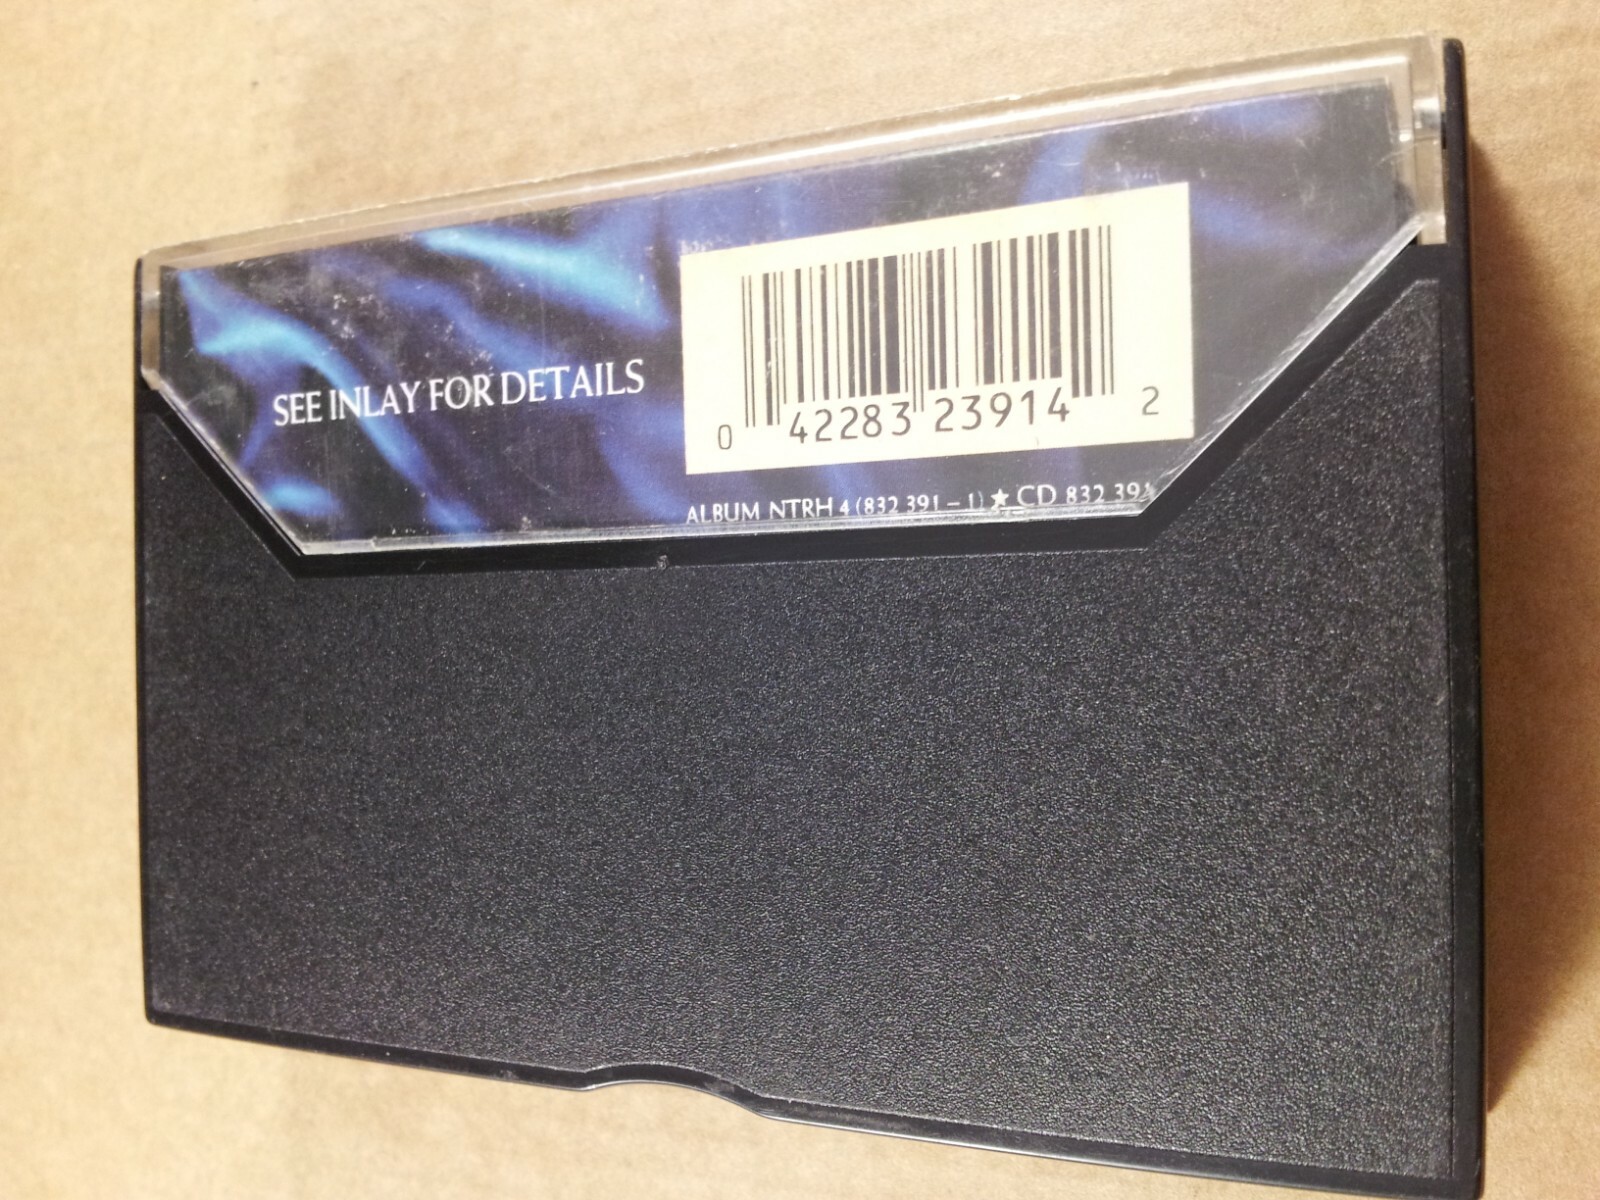 SEE INLAY FOR DETAILS
0 42283 23914 2
ALBUM NTRH 4 (832 391 – 1) ★ CD 832 39